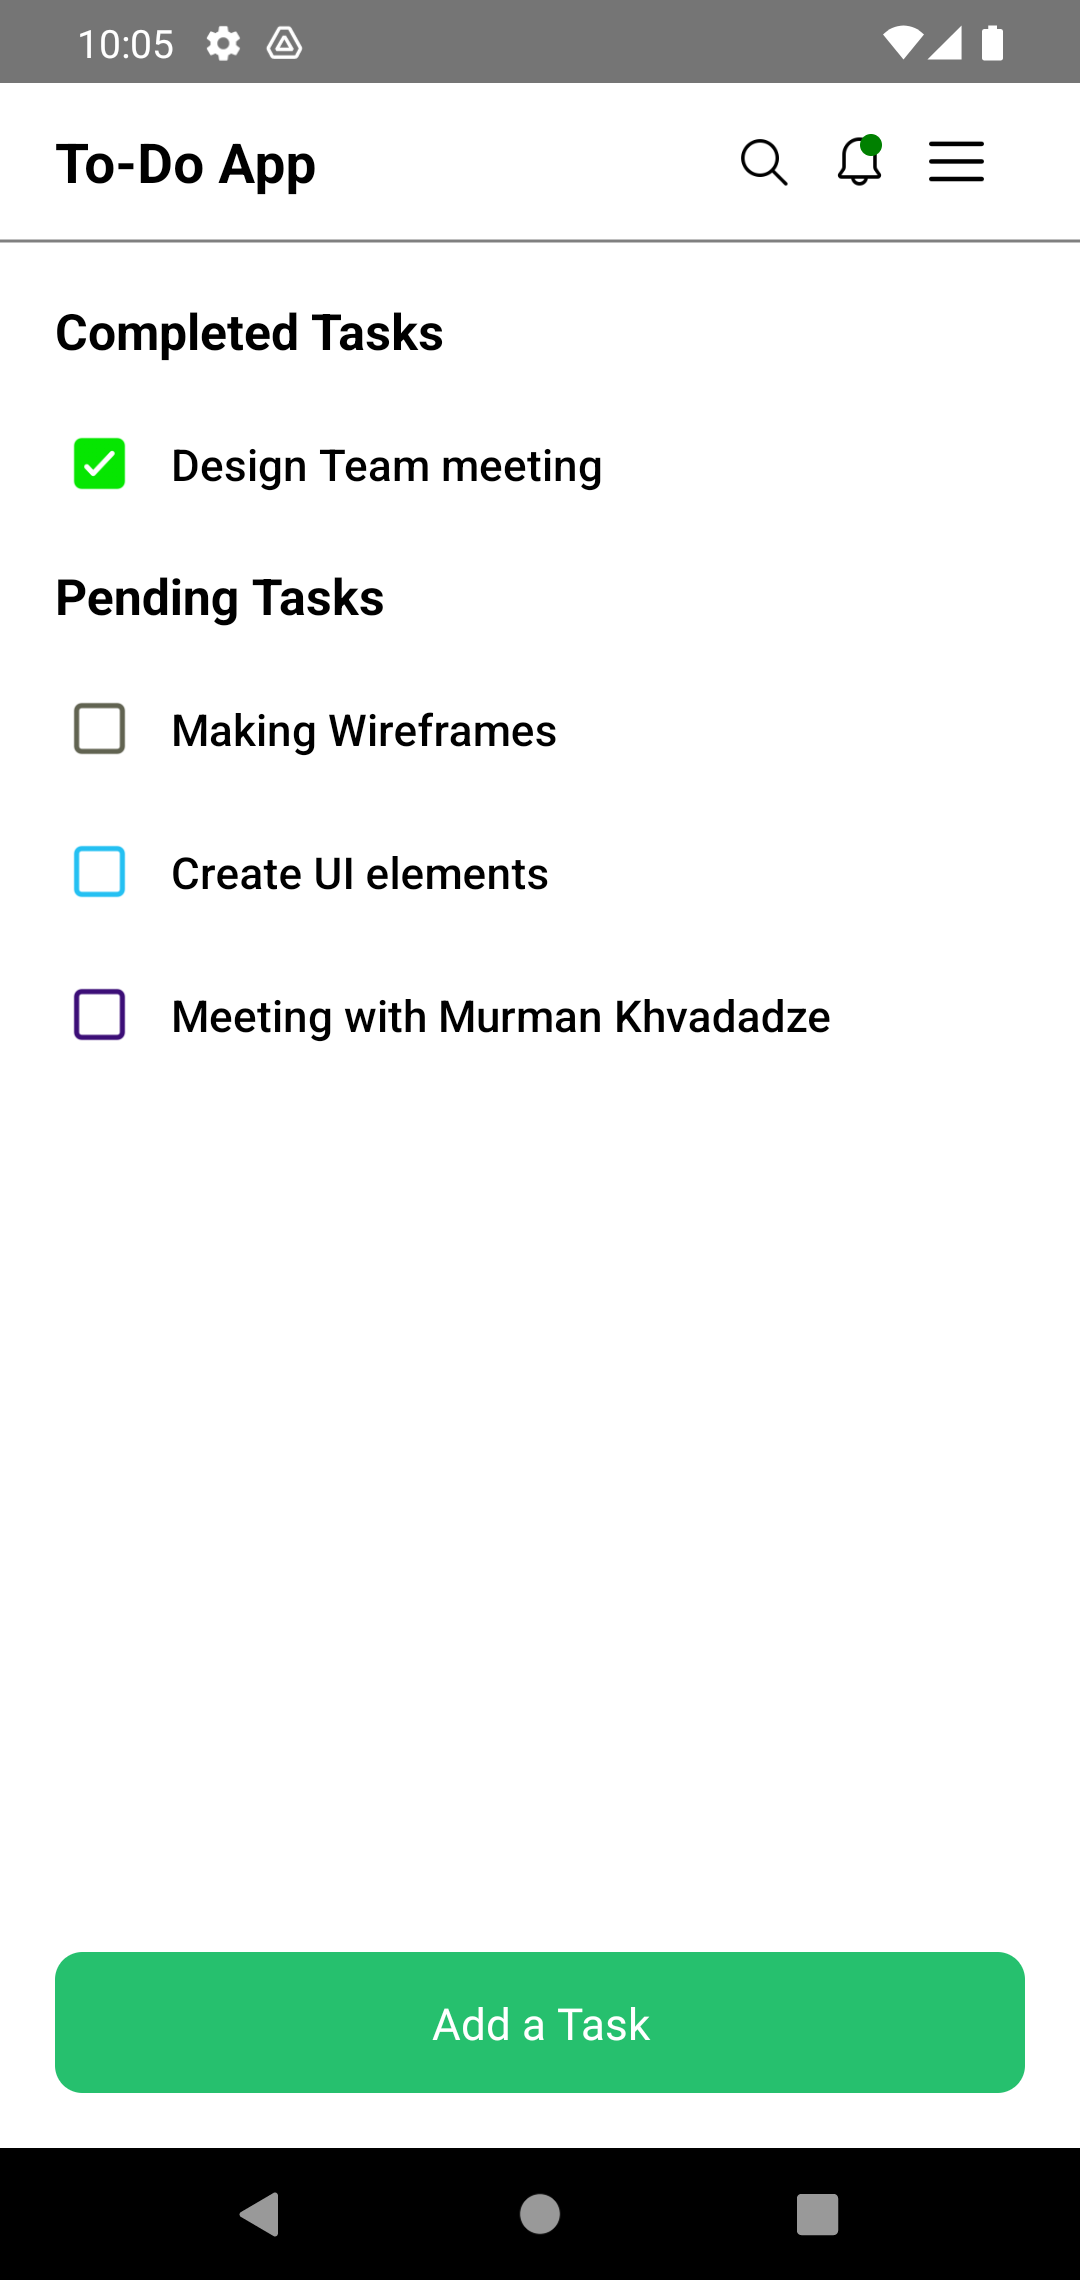 10:05
To-Do App
Completed Tasks
Design Team meeting
Pending Tasks
Making Wireframes
Create UI elements
Meeting with Murman Khvadadze
Add a Task